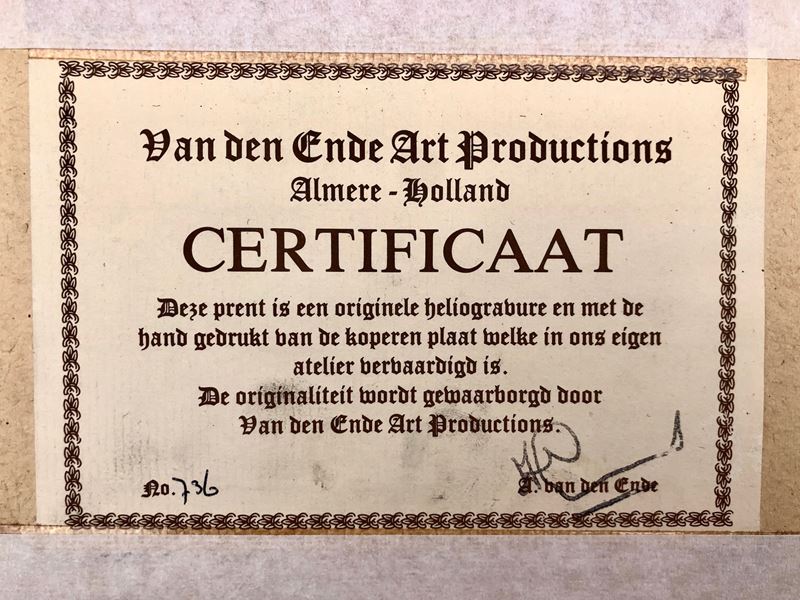 Van den Ende Art Productions
Almere - Holland
CERTIFICAAT
Deze prent is een originele heliogravure en met de
hand gedrukt van de koperen plaat welke in ons eigen
atelier vervaardigd is.
De originaliteit wordt gewaarborgd door
Van den Ende Art Productions.
No. 736
A. van den Ende